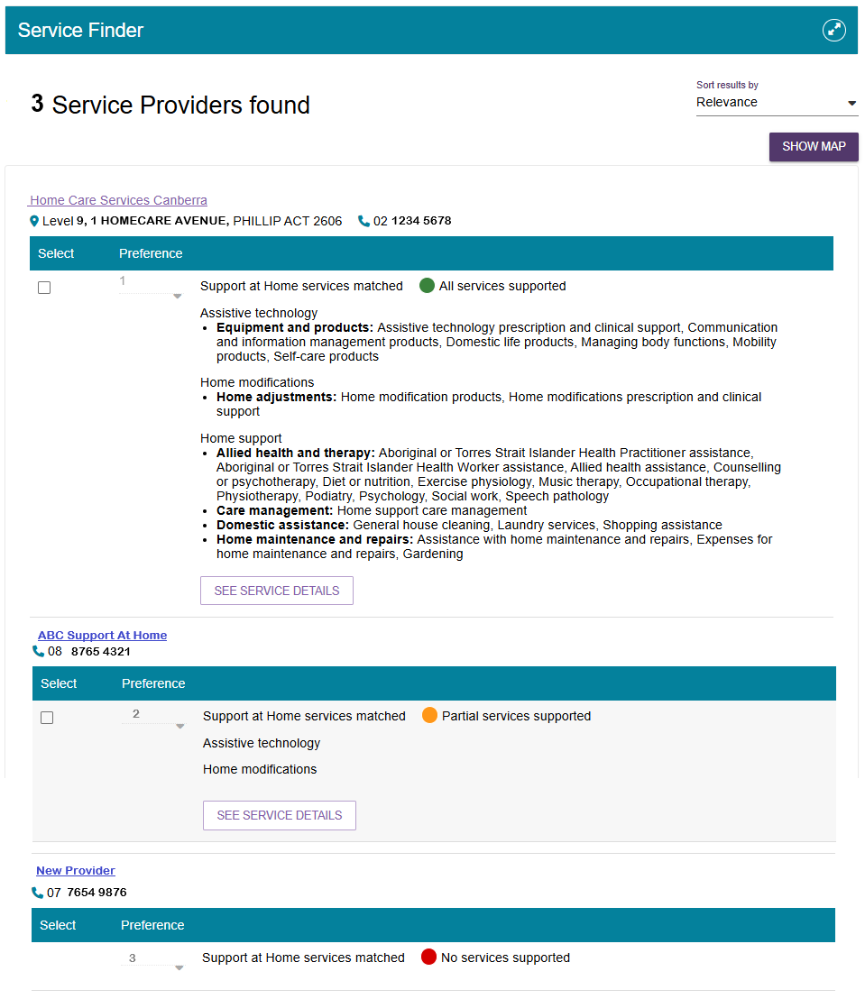 Service Finder
3 Service Providers found
Sort results by
Relevance
SHOW MAP
Home Care Services Canberra
Level 9, 1 HOMECARE AVENUE, PHILLIP ACT 2606 02 1234 5678
Select Preference
1 Support at Home services matched All services supported
Assistive technology
• Equipment and products: Assistive technology prescription and clinical support, Communication
and information management products, Domestic life products, Managing body functions, Mobility
products, Self-care products
Home modifications
• Home adjustments: Home modification products, Home modifications prescription and clinical
support
Home support
• Allied health and therapy: Aboriginal or Torres Strait Islander Health Practitioner assistance,
Aboriginal or Torres Strait Islander Health Worker assistance, Allied health assistance, Counselling
or psychotherapy, Diet or nutrition, Exercise physiology, Music therapy, Occupational therapy,
Physiotherapy, Podiatry, Psychology, Social work, Speech pathology
• Care management: Home support care management
• Domestic assistance: General house cleaning, Laundry services, Shopping assistance
• Home maintenance and repairs: Assistance with home maintenance and repairs, Expenses for
home maintenance and repairs, Gardening
SEE SERVICE DETAILS
ABC Support At Home
08 8765 4321
Select Preference
2 Support at Home services matched Partial services supported
Assistive technology
Home modifications
SEE SERVICE DETAILS
New Provider
07 7654 9876
Select Preference
3 Support at Home services matched No services supported